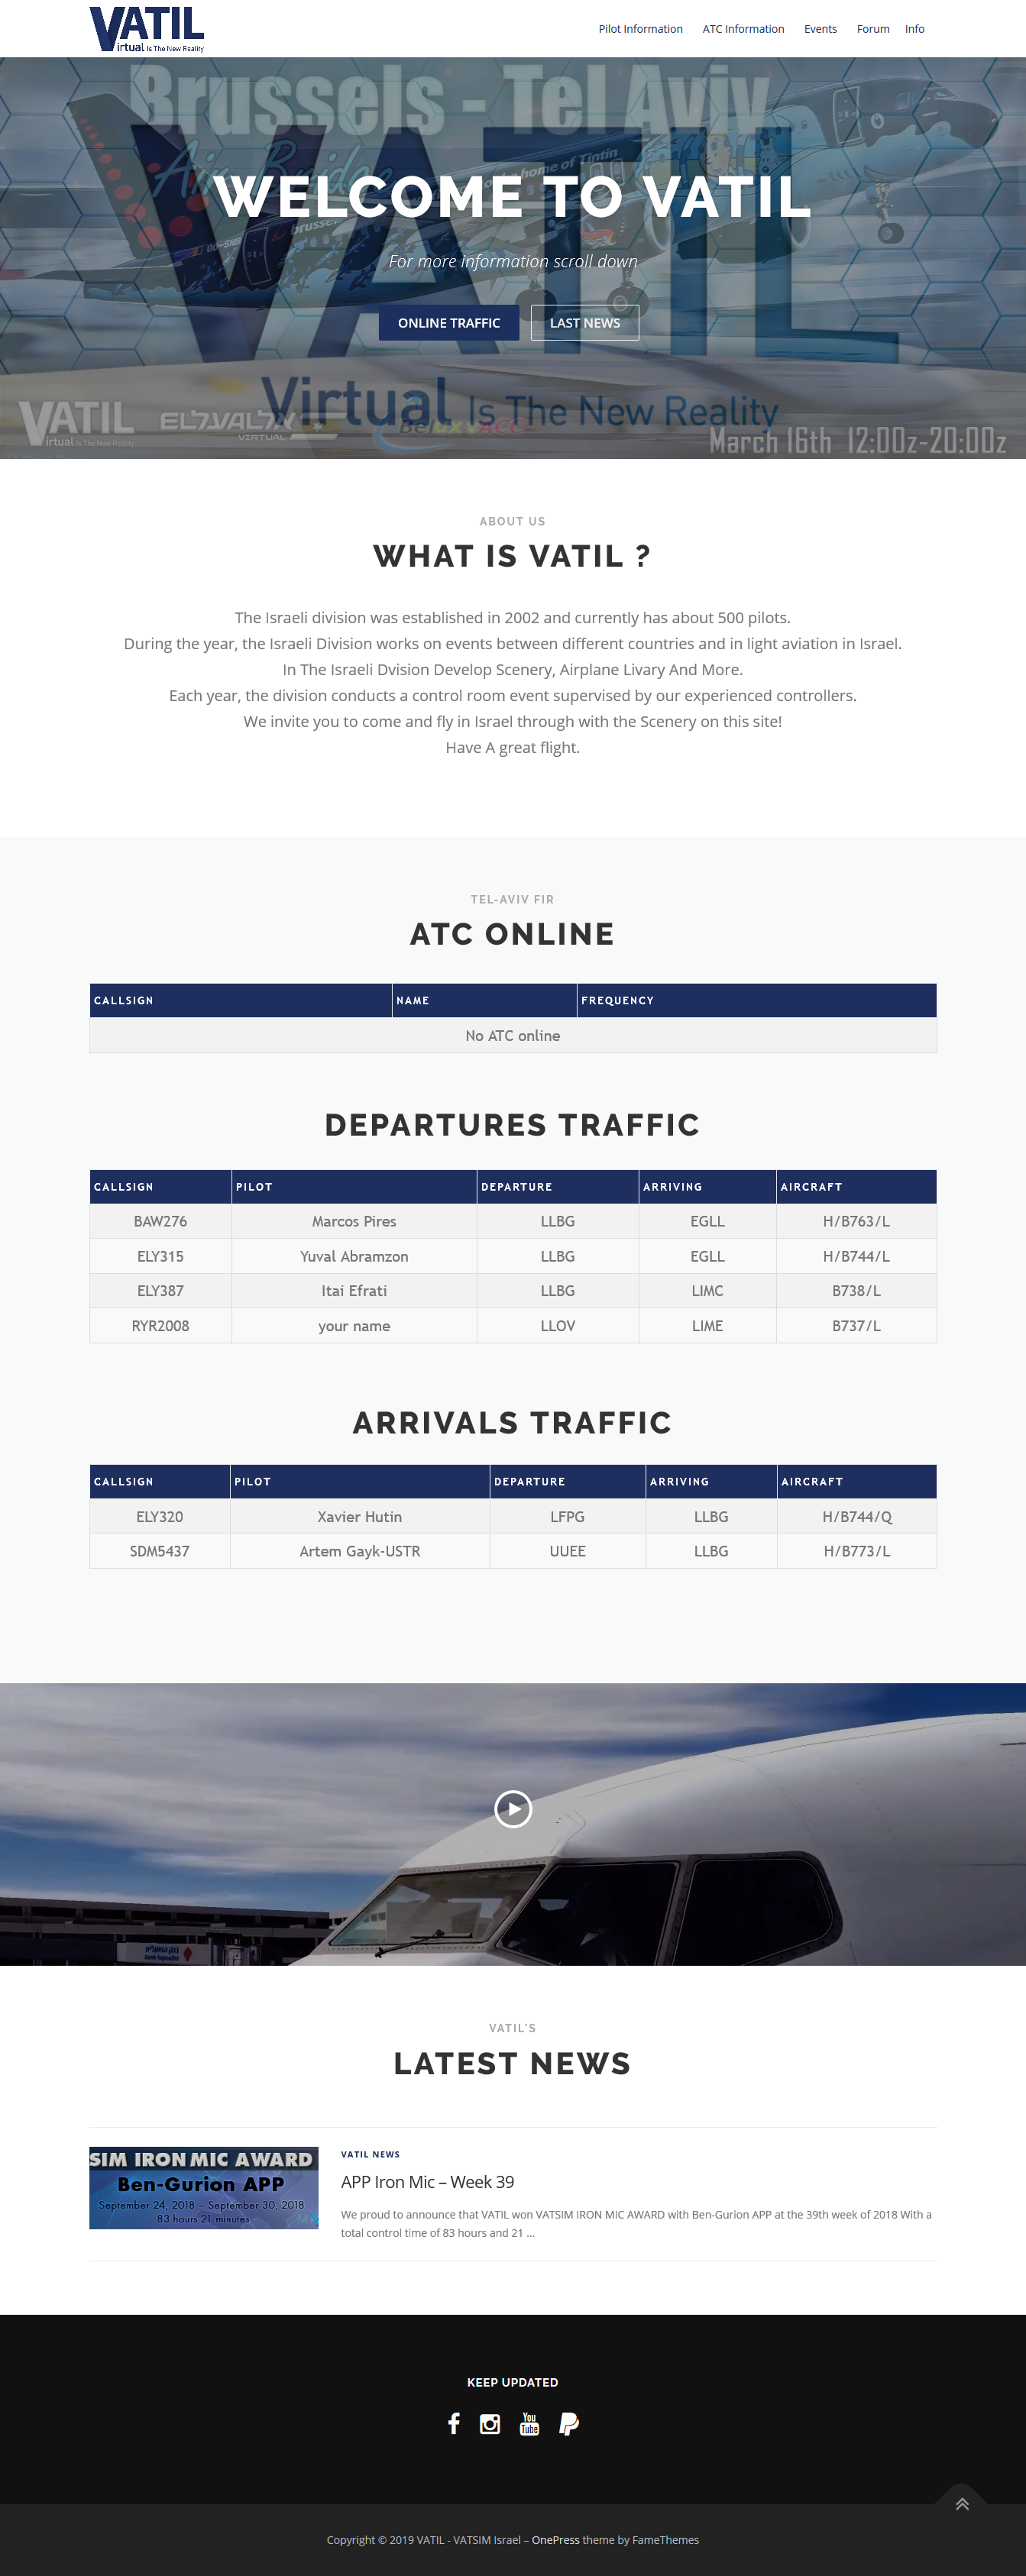 VATIL
Virtual Is The New Reality
Pilot Information ATC Information Events Forum Info
Brussels - Tel Aviv
VATIL
WELCOME TO VATIL
For more information scroll down
ONLINE TRAFFIC LAST NEWS
Virtual Is The New Reality
VATIL
Virtual Is The New Reality
VIRTUAL
Belux vACC
March 16th 12:00z-20:00z
ABOUT US
WHAT IS VATIL ?
The Israeli division was established in 2002 and currently has about 500 pilots.
During the year, the Israeli Division works on events between different countries and in light aviation in Israel.
In The Israeli Dvision Develop Scenery, Airplane Livary And More.
Each year, the division conducts a control room event supervised by our experienced controllers.
We invite you to come and fly in Israel through with the Scenery on this site!
Have A great flight.
TEL-AVIV FIR
ATC ONLINE
CALLSIGN NAME FREQUENCY
No ATC online
DEPARTURES TRAFFIC
CALLSIGN PILOT DEPARTURE ARRIVING AIRCRAFT
BAW276 Marcos Pires LLBG EGLL H/B763/L
ELY315 Yuval Abramzon LLBG EGLL H/B744/L
ELY387 Itai Efrati LLBG LIMC B738/L
RYR2008 your name LLOV LIME B737/L
ARRIVALS TRAFFIC
CALLSIGN PILOT DEPARTURE ARRIVING AIRCRAFT
ELY320 Xavier Hutin LFPG LLBG H/B744/Q
SDM5437 Artem Gayk-USTR UUEE LLBG H/B773/L
VATIL'S
LATEST NEWS
SIM IRON MIC AWARD
Ben-Gurion APP
September 24, 2018 – September 30, 2018
83 hours 21 minutes
VATIL NEWS
APP Iron Mic – Week 39
We proud to announce that VATIL won VATSIM IRON MIC AWARD with Ben-Gurion APP at the 39th week of 2018 With a
total control time of 83 hours and 21 ...
KEEP UPDATED
You
Tube
Copyright © 2019 VATIL - VATSIM Israel – OnePress theme by FameThemes